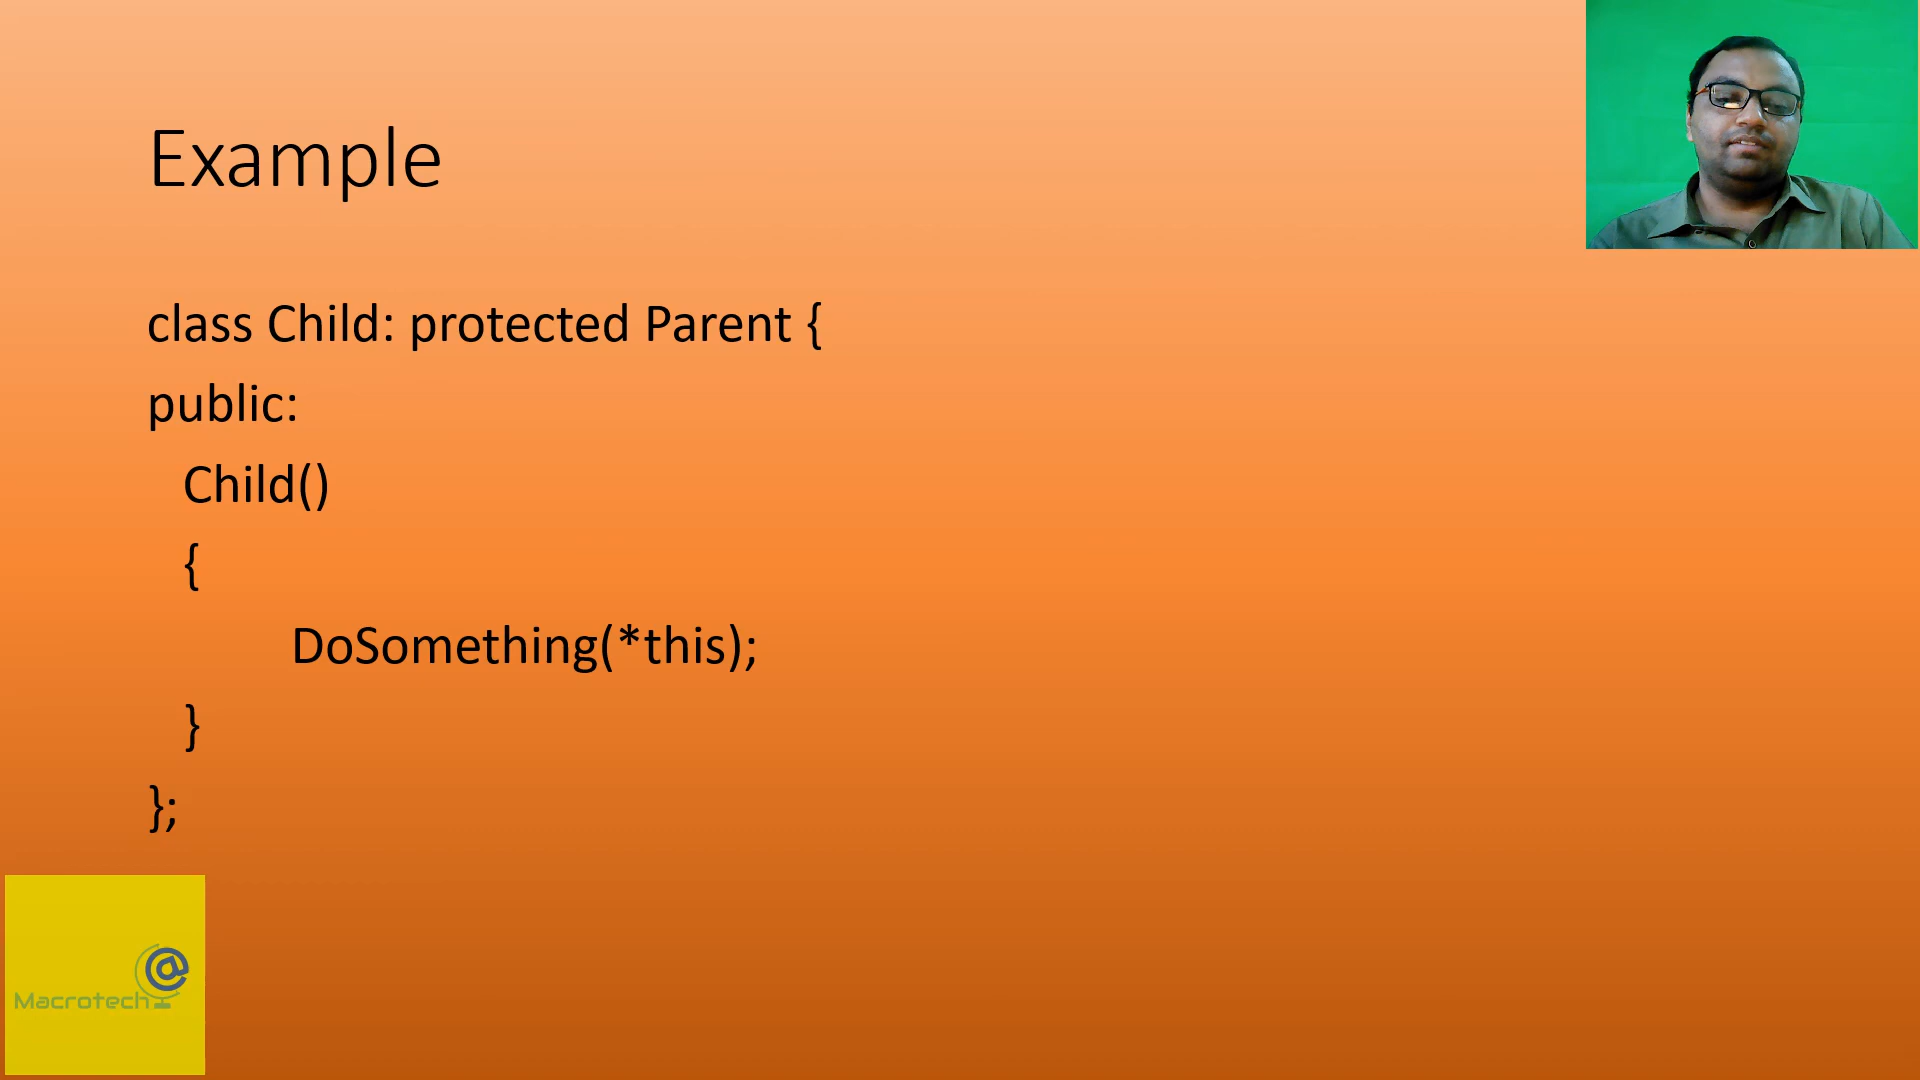 Example
class Child: protected Parent {
public:
Child()
{
DoSomething(*this);
}
};
@
Macrotech